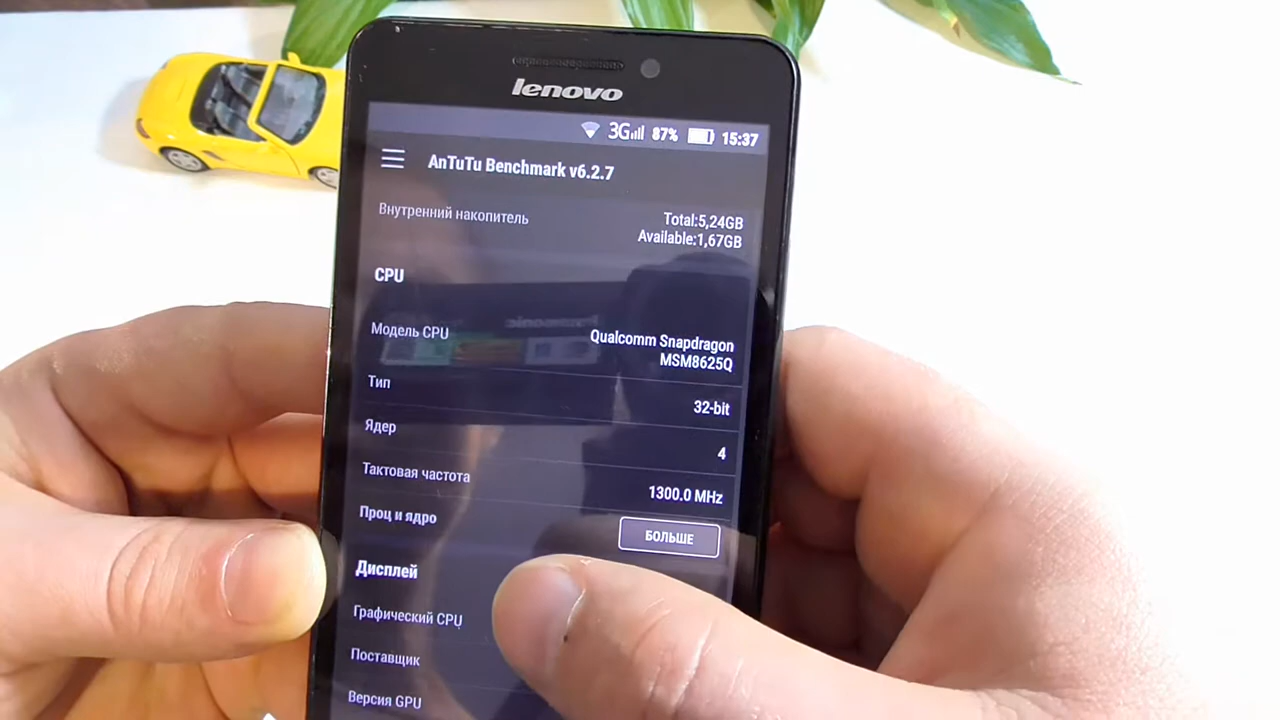 lenovo
3G 87% 15:37
AnTuTu Benchmark v6.2.7
Внутренний накопитель
Total:5,24GB
Available:1,67GB
CPU
Модель CPU
Qualcomm Snapdragon
MSM8625Q
Тип
32-bit
Ядер
4
Тактовая частота
1300.0 MHz
Проц и ядро
БОЛЬШЕ
Дисплей
Графический CPU
Поставщик
Версия GPU